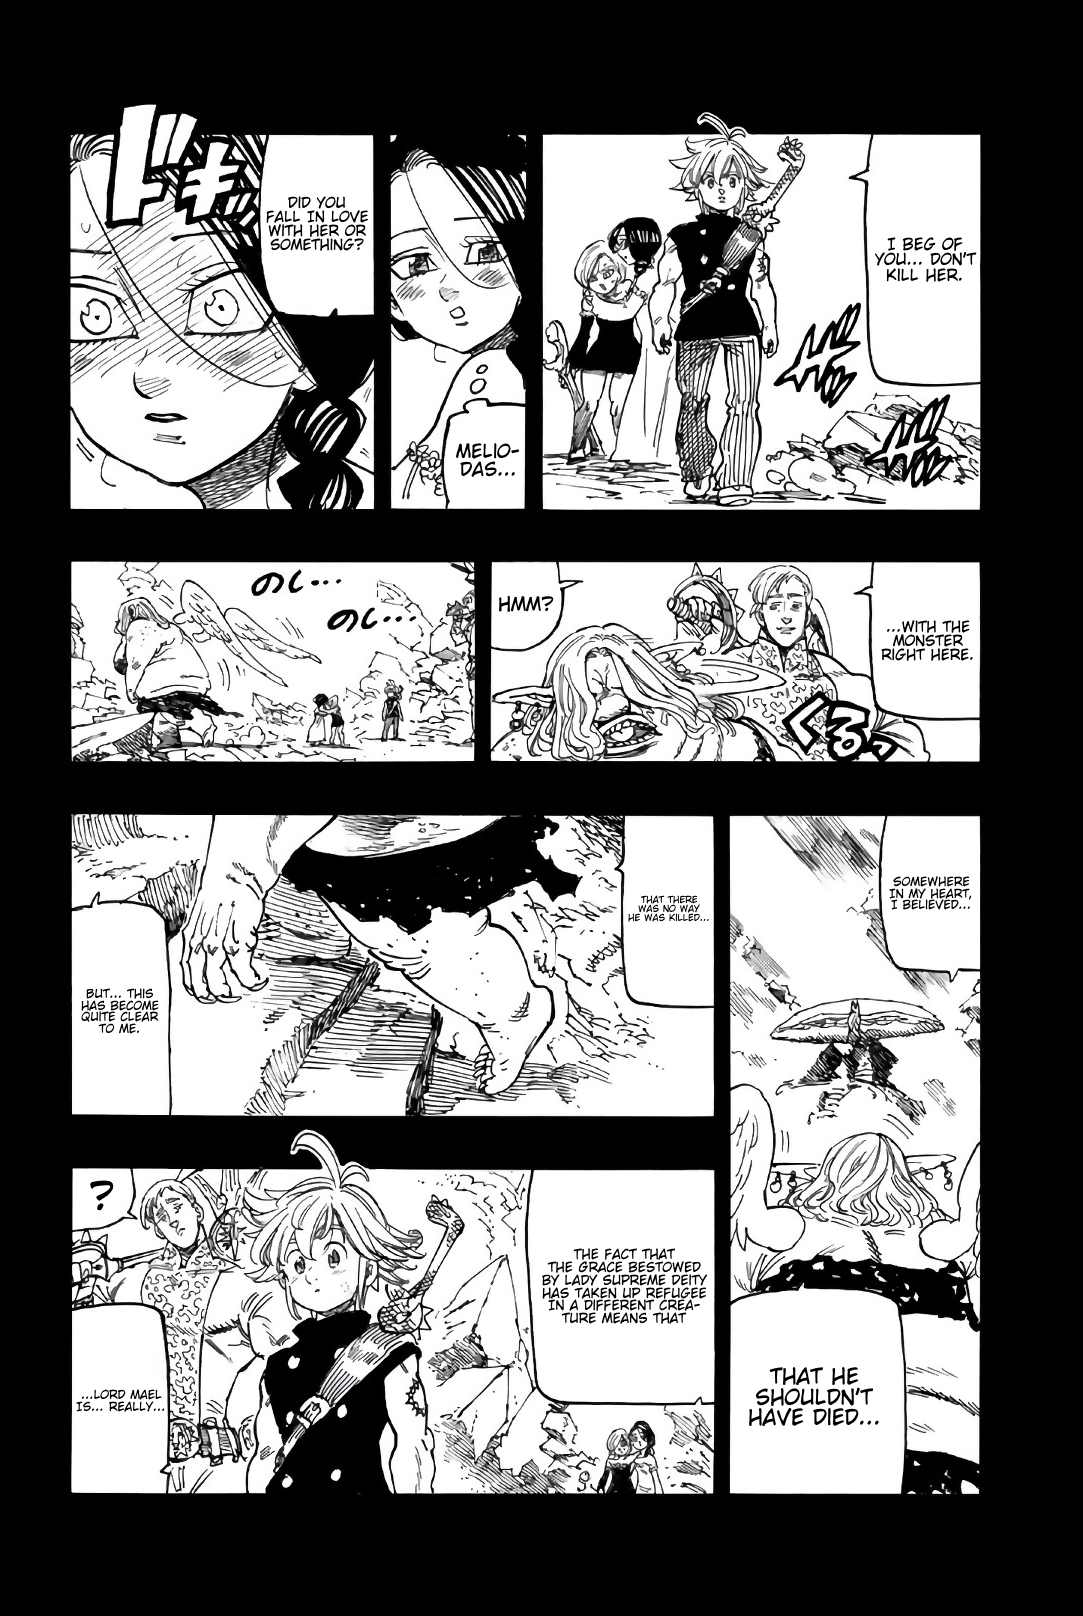 I BEG OF
YOU... DON'T
KILL HER.
MELIO-
DAS...
DID YOU
FALL IN LOVE
WITH HER OR
SOMETHING?
ドキッ
...WITH THE
MONSTER
RIGHT HERE.
HMM?
くるっ
のし...
のし...
SOMEWHERE
IN MY HEART,
I BELIEVED...
THAT HE
SHOULDN'T
HAVE DIED...
THAT THERE
WAS NO WAY
HE WAS KILLED...
BUT... THIS
HAS BECOME
QUITE CLEAR
TO ME.
THE FACT THAT
THE GRACE BESTOWED
BY LADY SUPREME DEITY
HAS TAKEN UP REFUGEE
IN A DIFFERENT CREA-
TURE MEANS THAT
?
...LORD MAEL
IS... REALLY...